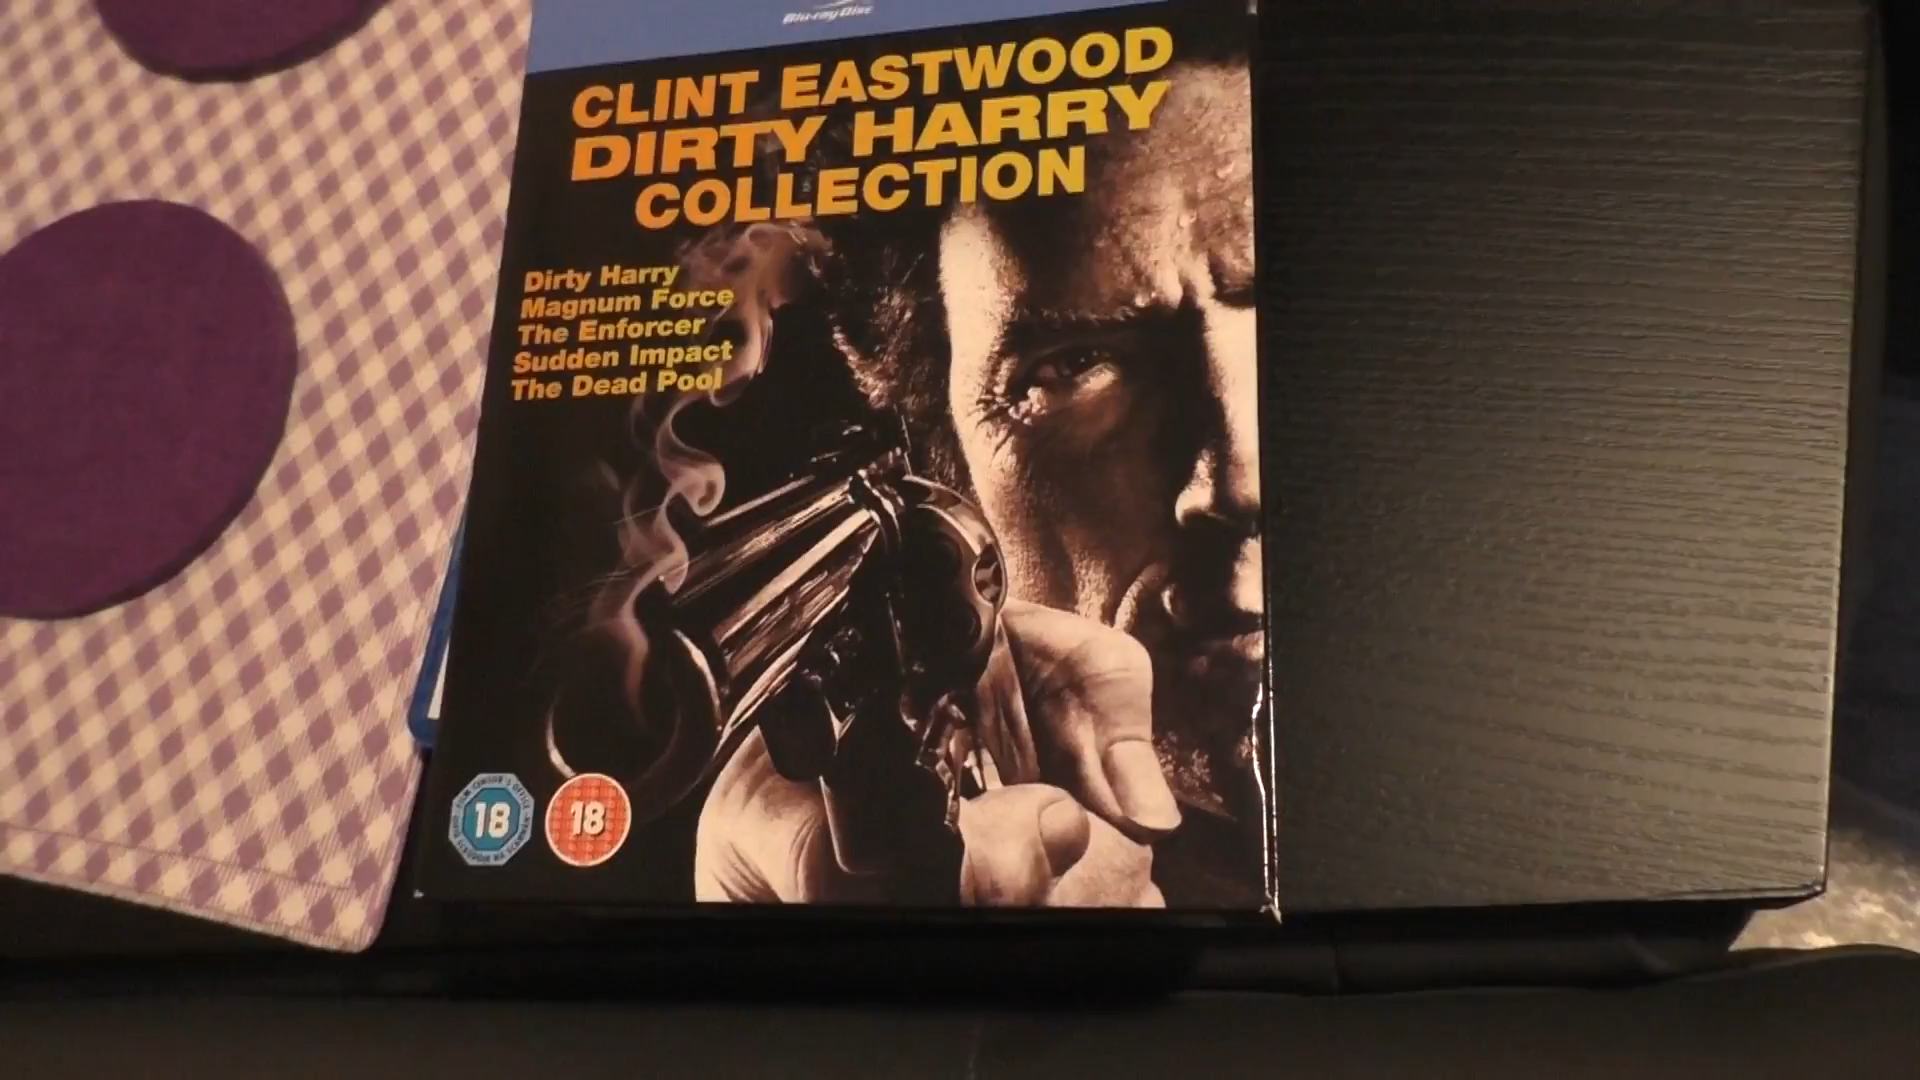 Blu-ray Disc
CLINT EASTWOOD
DIRTY HARRY
COLLECTION
Dirty Harry
Magnum Force
The Enforcer
Sudden Impact
The Dead Pool
18
18